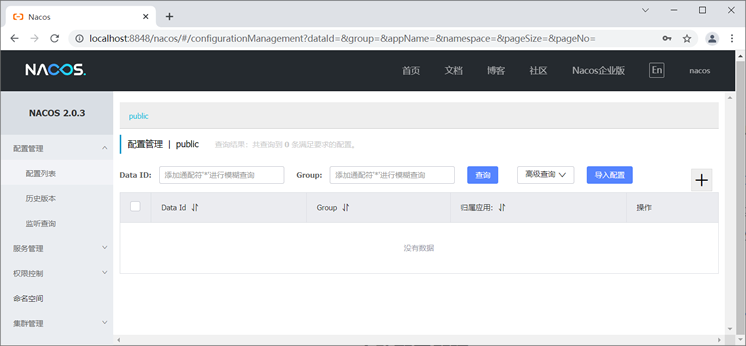 Nacos
localhost:8848/nacos/#/configurationManagement?dataId=&group=&appName=&namespace=&pageSize=&pageNo=
NACOS.
首页 文档 博客 社区 Nacos企业版 En nacos
NACOS 2.0.3
public
配置管理
配置管理 | public 查询结果：共查询到 0 条满足要求的配置。
配置列表
Data ID: 添加通配符'*'进行模糊查询 Group: 添加通配符'*'进行模糊查询 查询 高级查询 导入配置
历史版本
Data Id Group 归属应用: 操作
监听查询
服务管理
没有数据
权限控制
命名空间
集群管理